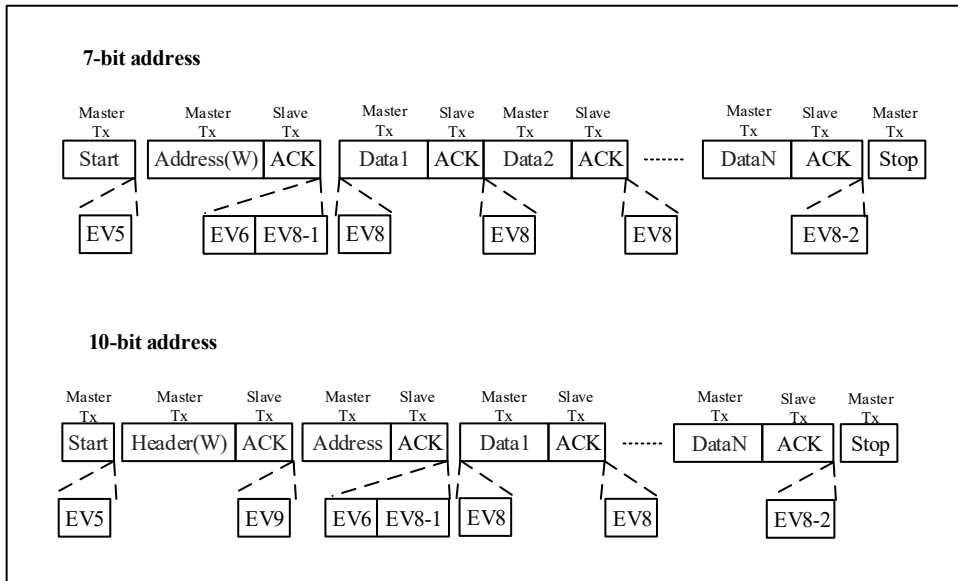 7-bit address
Master Tx Master Tx Slave Tx Master Tx Slave Tx Master Tx Slave Tx Master Tx Slave Tx Master Tx
Start Address(W) ACK Data1 ACK Data2 ACK ........ DataN ACK Stop
EV5 EV6 EV8-1 EV8 EV8 EV8 EV8-2
10-bit address
Master Tx Master Tx Slave Tx Master Tx Slave Tx Master Tx Slave Tx Master Tx Slave Tx Master Tx
Start Header(W) ACK Address ACK Data1 ACK ........ DataN ACK Stop
EV5 EV9 EV6 EV8-1 EV8 EV8 EV8-2